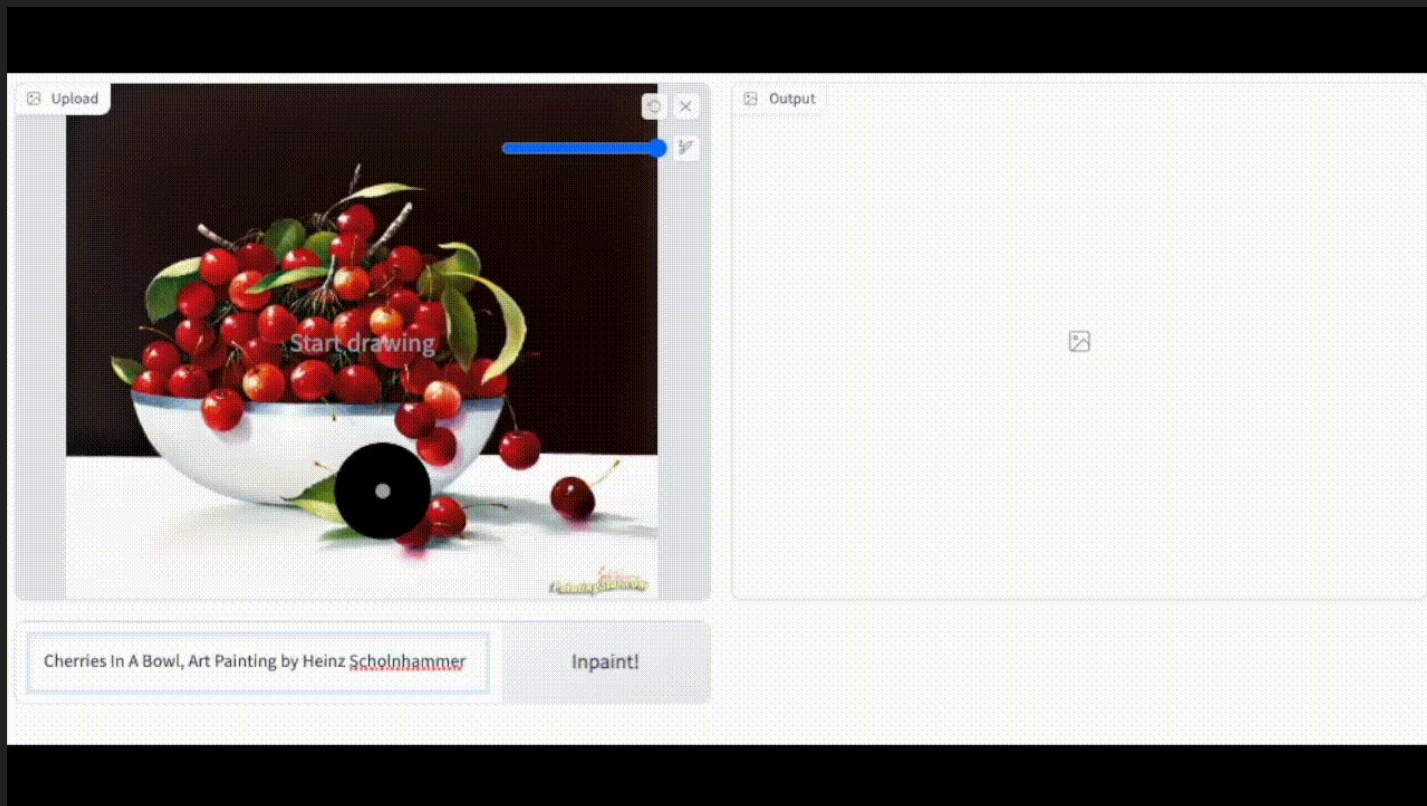 Upload
Output
Start drawing
Cherries In A Bowl, Art Painting by Heinz Scholnhammer
Inpaint!